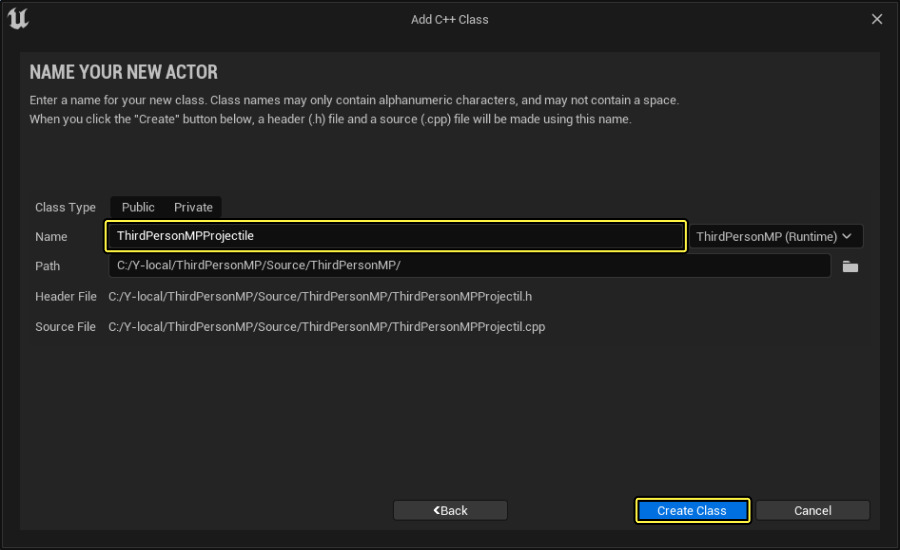 Add C++ Class
NAME YOUR NEW ACTOR
Enter a name for your new class. Class names may only contain alphanumeric characters, and may not contain a space.
When you click the "Create" button below, a header (.h) file and a source (.cpp) file will be made using this name.
Class Type Public Private
Name ThirdPersonMPProjectile ThirdPersonMP (Runtime)
Path C:/Y-local/ThirdPersonMP/Source/ThirdPersonMP/
Header File C:/Y-local/ThirdPersonMP/Source/ThirdPersonMP/ThirdPersonMPProjectil.h
Source File C:/Y-local/ThirdPersonMP/Source/ThirdPersonMP/ThirdPersonMPProjectil.cpp
Back Create Class Cancel